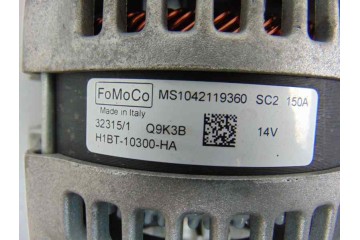 FoMoCo MS1042119360 SC2 150A
Made in Italy
32315/1 Q9K3B 14V
H1BT-10300-HA